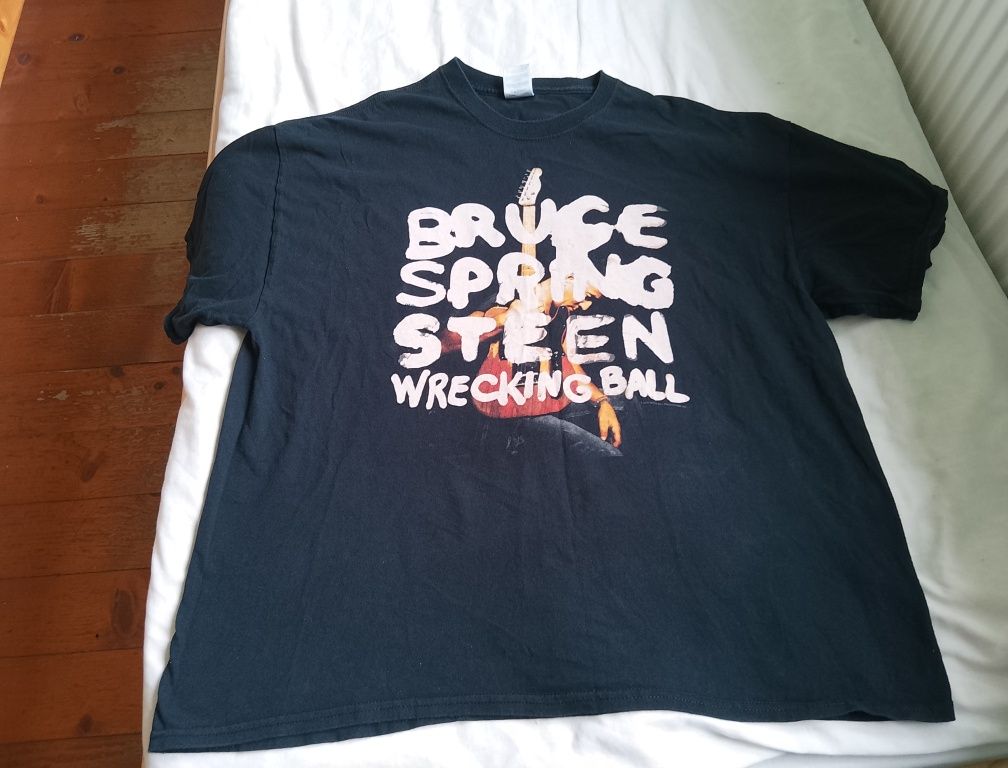 BRUCE
SPRING
STEEN
WRECKING BALL